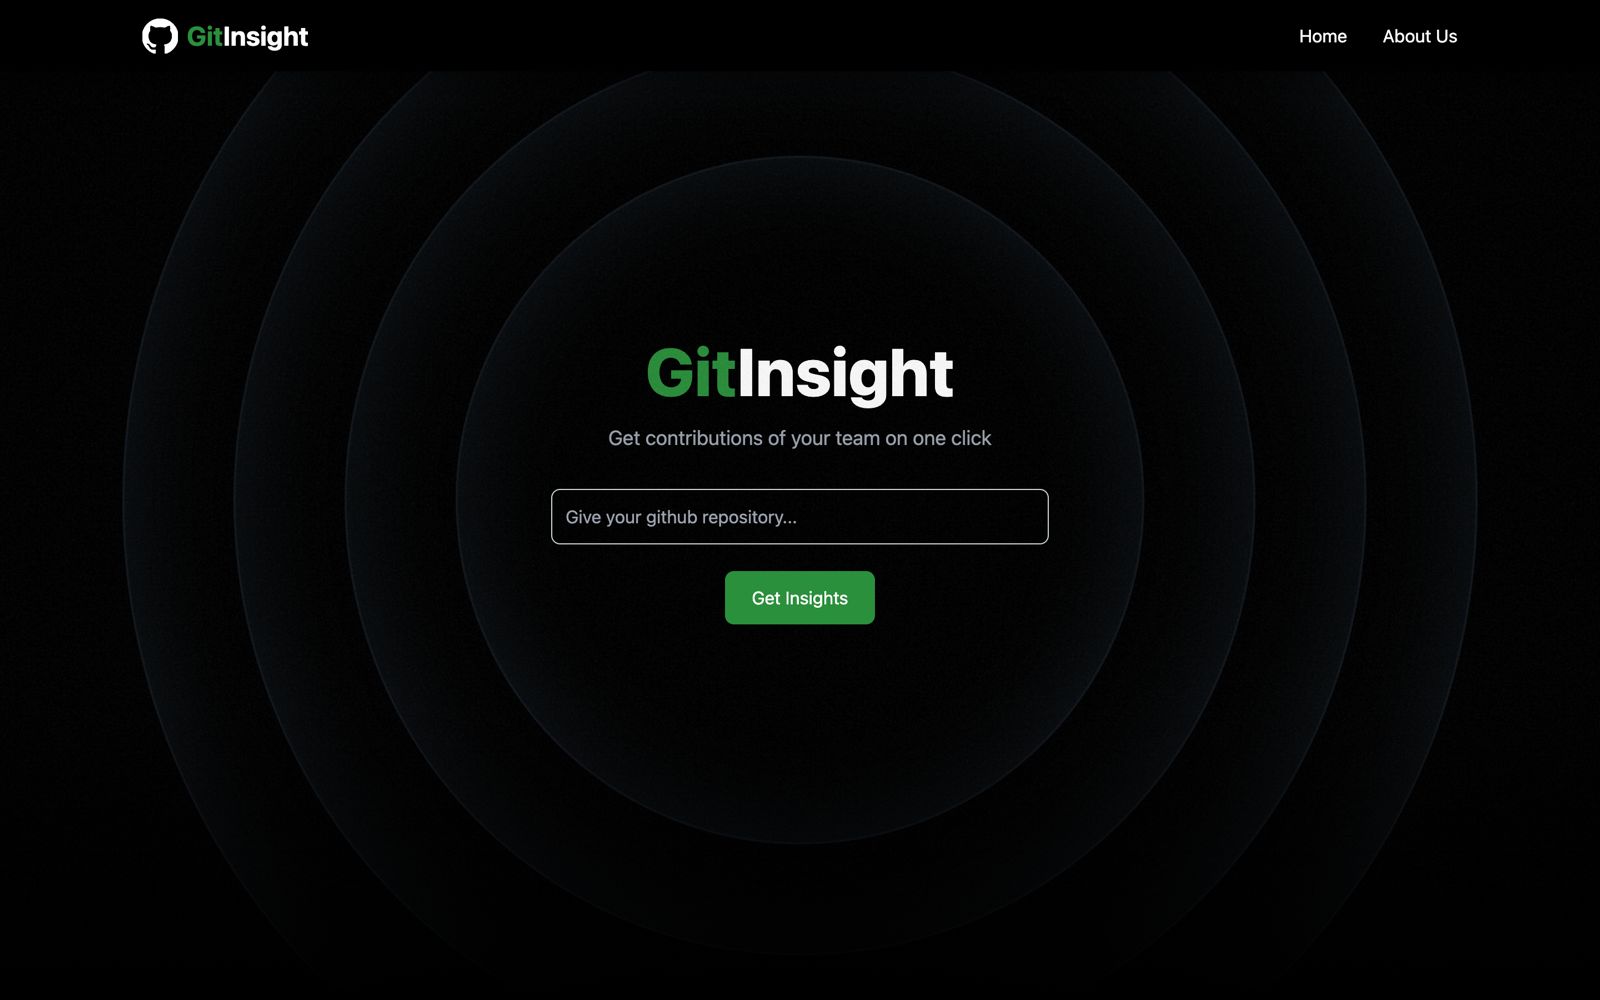 GitInsight
Home
About Us
GitInsight
Get contributions of your team on one click
Give your github repository...
Get Insights